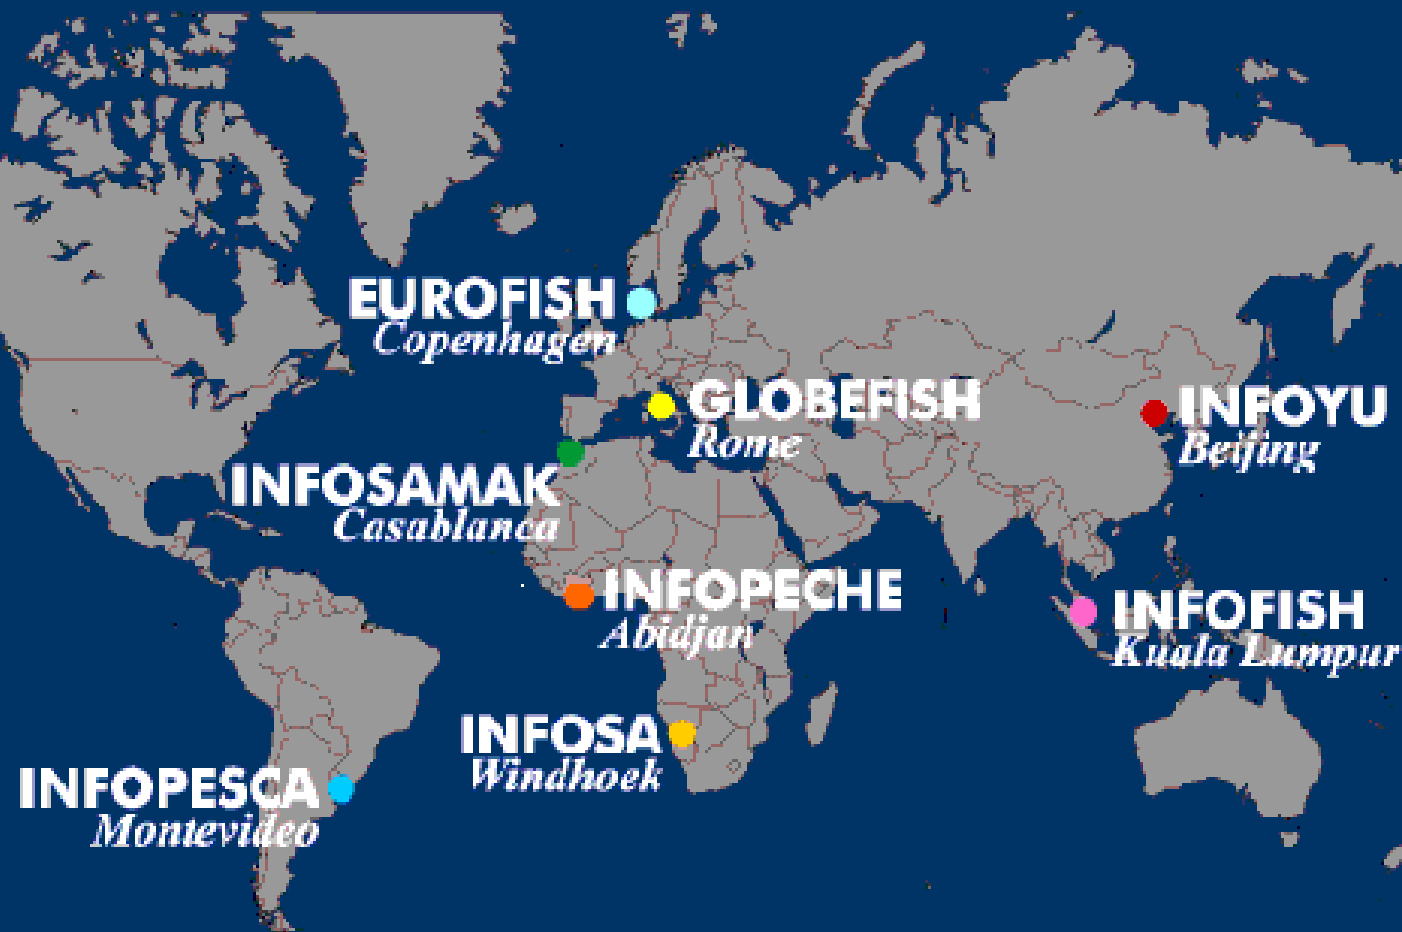 EUROFISH
Copenhagen
GLOBEFISH
Rome
INFOYU
Beijing
INFOSAMAK
Casablanca
INFOPECHE
Abidjan
INFOFISH
Kuala Lumpur
INFOSA
Windhoek
INFOPESCA
Montevideo